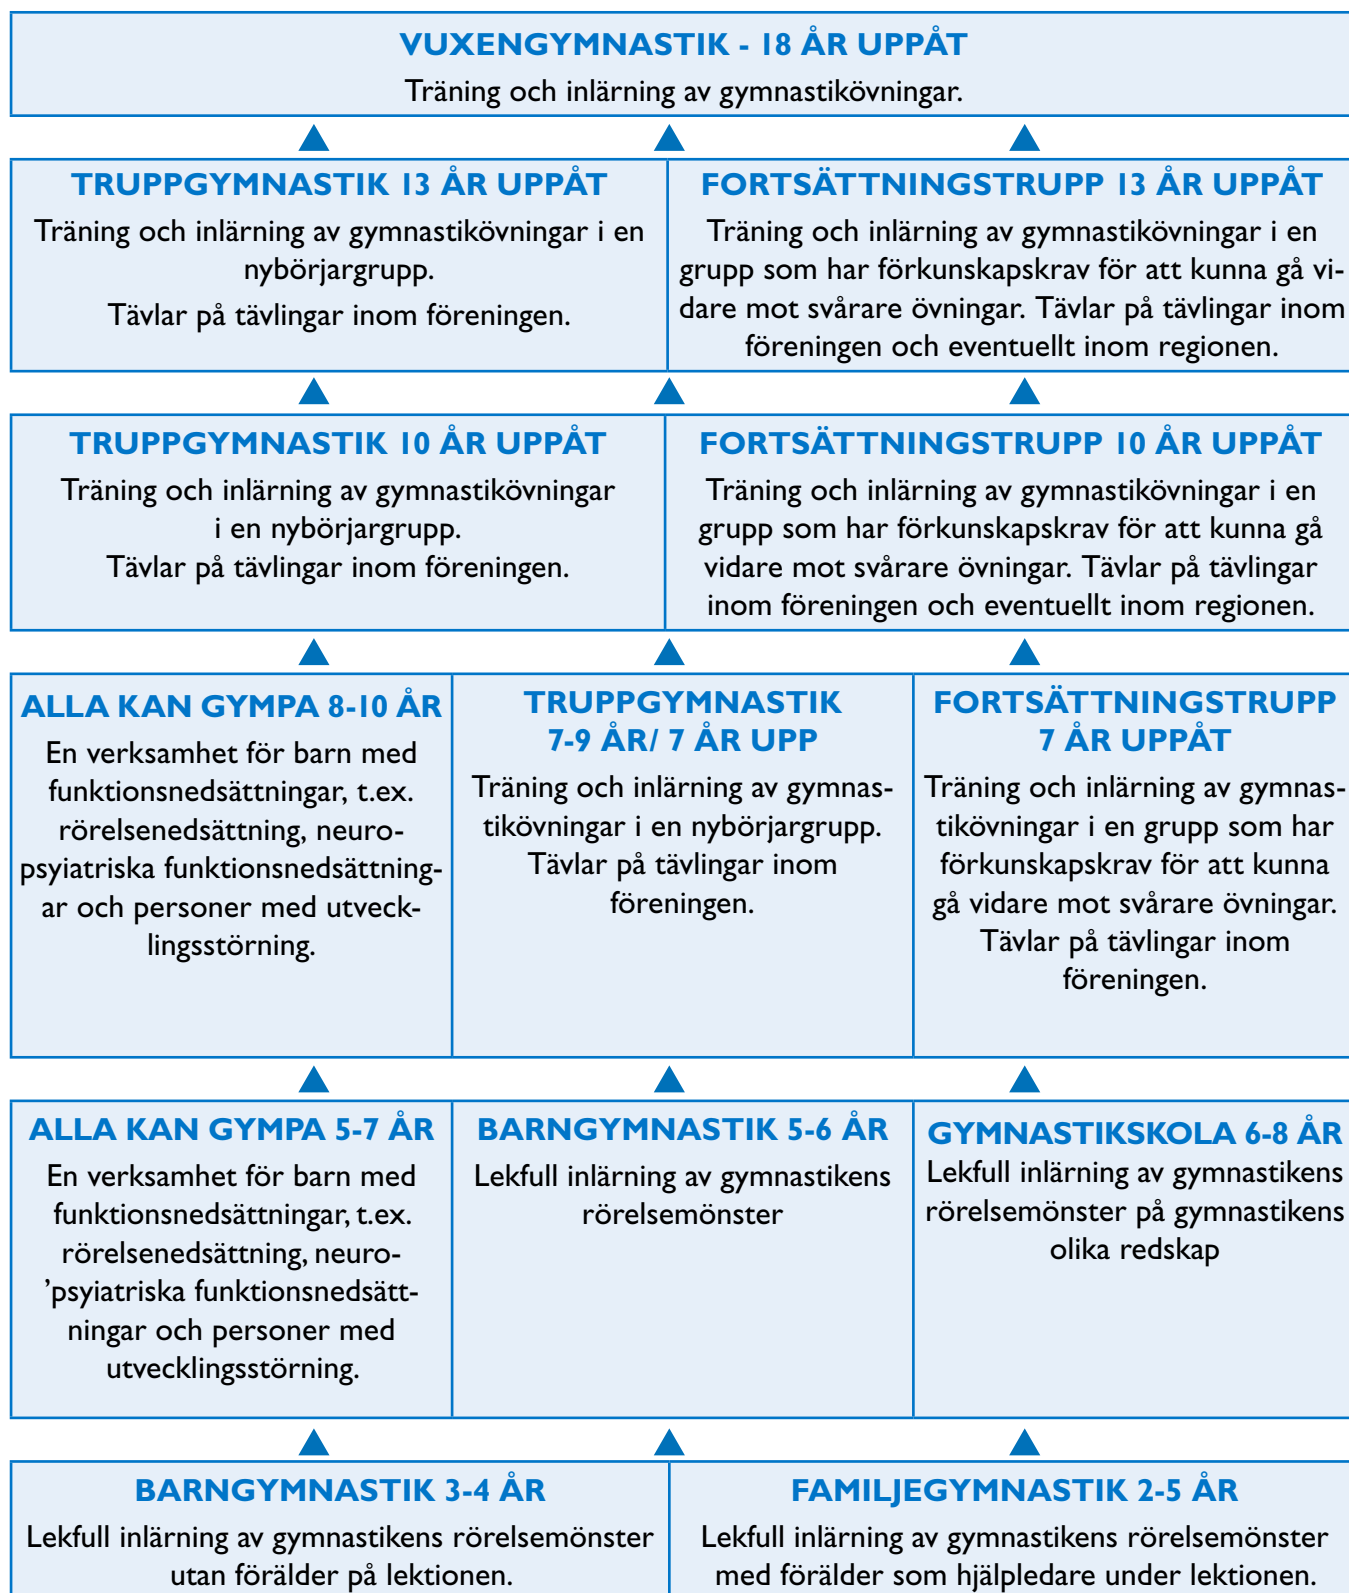 VUXENGYMNASTIK - 18 ÅR UPPÅT
Träning och inlärning av gymnastikövningar.
TRUPPGYMNASTIK 13 ÅR UPPÅT
Träning och inlärning av gymnastikövningar i en
nybörjargrupp.
Tävlar på tävlingar inom föreningen.
FORTSÄTTNINGSTRUPP 13 ÅR UPPÅT
Träning och inlärning av gymnastikövningar i en
grupp som har förkunskapskrav för att kunna gå vi-
dare mot svårare övningar. Tävlar på tävlingar inom
föreningen och eventuellt inom regionen.
TRUPPGYMNASTIK 10 ÅR UPPÅT
Träning och inlärning av gymnastikövningar
i en nybörjargrupp.
Tävlar på tävlingar inom föreningen.
FORTSÄTTNINGSTRUPP 10 ÅR UPPÅT
Träning och inlärning av gymnastikövningar i en
grupp som har förkunskapskrav för att kunna gå
vidare mot svårare övningar. Tävlar på tävlingar
inom föreningen och eventuellt inom regionen.
ALLA KAN GYMPA 8-10 ÅR
En verksamhet för barn med
funktionsnedsättningar, t.ex.
rörelsenedsättning, neuro-
psyiatriska funktionsnedsättning-
ar och personer med utveck-
lingsstörning.
TRUPPGYMNASTIK
7-9 ÅR/ 7 ÅR UPP
Träning och inlärning av gymnas-
tikövningar i en nybörjargrupp.
Tävlar på tävlingar inom
föreningen.
FORTSÄTTNINGSTRUPP
7 ÅR UPPÅT
Träning och inlärning av gymnas-
tikövningar i en grupp som har
förkunskapskrav för att kunna
gå vidare mot svårare övningar.
Tävlar på tävlingar inom
föreningen.
ALLA KAN GYMPA 5-7 ÅR
En verksamhet för barn med
funktionsnedsättningar, t.ex.
rörelsenedsättning, neuro-
’psyiatriska funktionsnedsätt-
ningar och personer med
utvecklingsstörning.
BARNGYMNASTIK 5-6 ÅR
Lekfull inlärning av gymnastikens
rörelsemönster
GYMNASTIKSKOLA 6-8 ÅR
Lekfull inlärning av gymnastikens
rörelsemönster på gymnastikens
olika redskap
BARNGYMNASTIK 3-4 ÅR
Lekfull inlärning av gymnastikens rörelsemönster
utan förälder på lektionen.
FAMILJEGYMNASTIK 2-5 ÅR
Lekfull inlärning av gymnastikens rörelsemönster
med förälder som hjälpledare under lektionen.